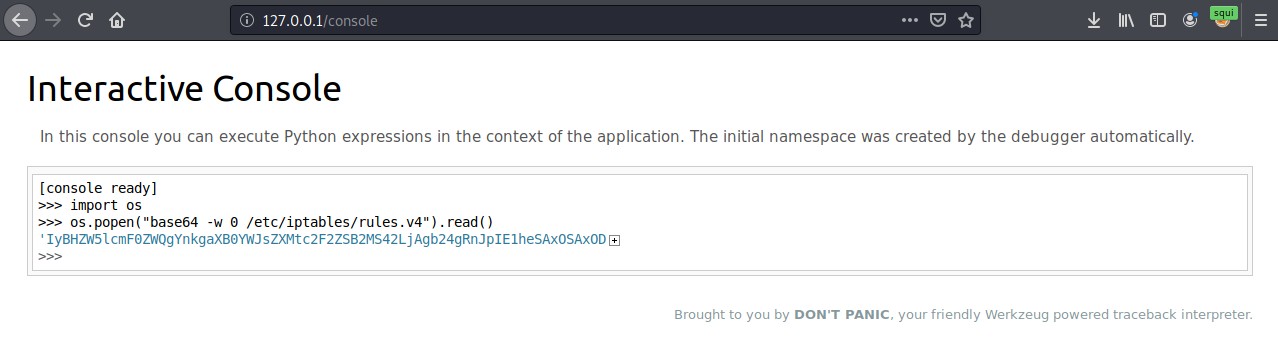 squi
127.0.0.1/console
Interactive Console
In this console you can execute Python expressions in the context of the application. The initial namespace was created by the debugger automatically.
[console ready]
>>> import os
>>> os.popen("base64 -w 0 /etc/iptables/rules.v4").read()
'IyBHZW5lcmF0ZWQgYnkgaXB0YWJsZXMtc2F2ZSB2MS42LjAgb24gRnJpIE1heSAxOSAxOD
>>>
Brought to you by DON'T PANIC, your friendly Werkzeug powered traceback interpreter.